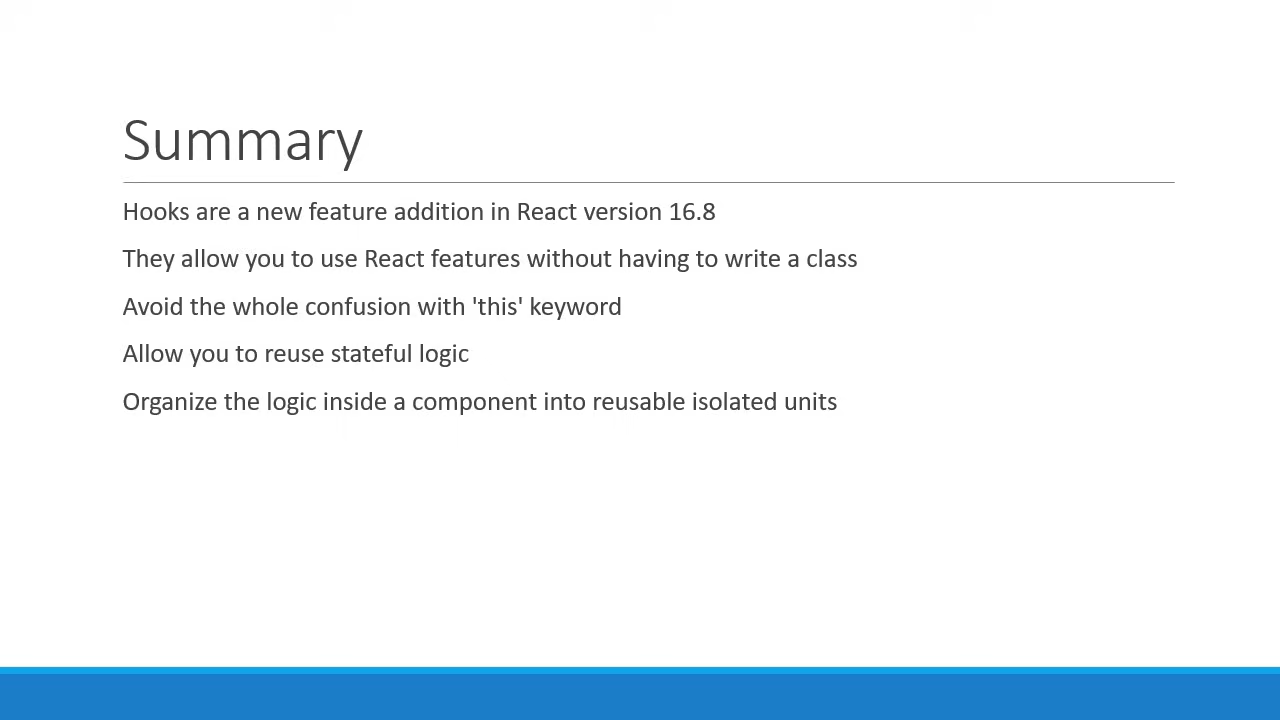 Summary
Hooks are a new feature addition in React version 16.8
They allow you to use React features without having to write a class
Avoid the whole confusion with 'this' keyword
Allow you to reuse stateful logic
Organize the logic inside a component into reusable isolated units